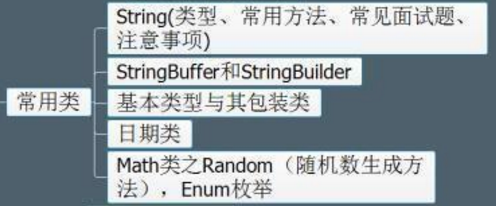 String(类型、常用方法、常见面试题、
注意事项)
StringBuffer和StringBuilder
常用类
基本类型与其包装类
日期类
Math类之Random（随机数生成方
法），Enum枚举